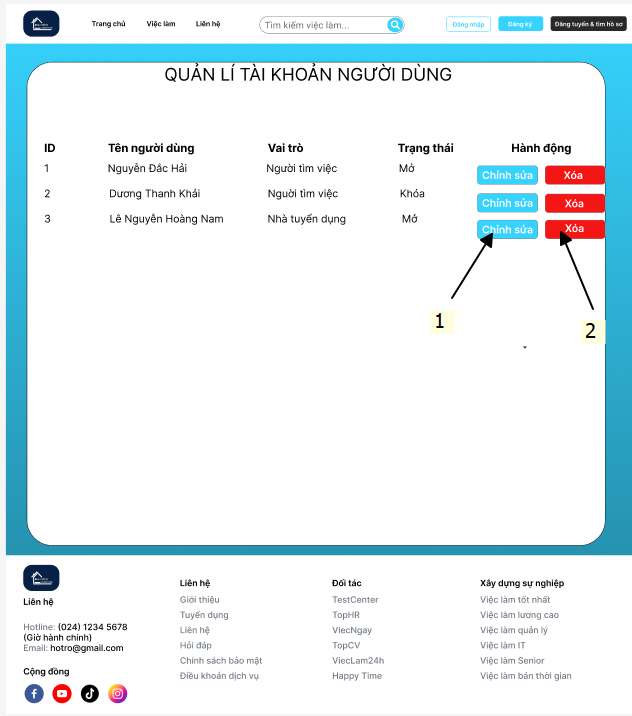 Trang chủ Việc làm Liên hệ Tìm kiếm việc làm... Đăng nhập Đăng ký Đăng tuyển & tìm hồ sơ
QUẢN LÍ TÀI KHOẢN NGƯỜI DÙNG
ID Tên người dùng Vai trò Trạng thái Hành động
1 Nguyễn Đắc Hải Người tìm việc Mở Chỉnh sửa Xóa
2 Dương Thanh Khải Người tìm việc Khóa Chỉnh sửa Xóa
3 Lê Nguyễn Hoàng Nam Nhà tuyển dụng Mở Chỉnh sửa Xóa
1
2
Liên hệ
Hotline: (024) 1234 5678
(Giờ hành chính)
Email: hotro@gmail.com
Cộng đồng
Liên hệ
Giới thiệu
Tuyển dụng
Liên hệ
Hỏi đáp
Chính sách bảo mật
Điều khoản dịch vụ
Đối tác
TestCenter
TopHR
ViecNgay
TopCV
ViecLam24h
Happy Time
Xây dựng sự nghiệp
Việc làm tốt nhất
Việc làm lương cao
Việc làm quản lý
Việc làm IT
Việc làm Senior
Việc làm bán thời gian